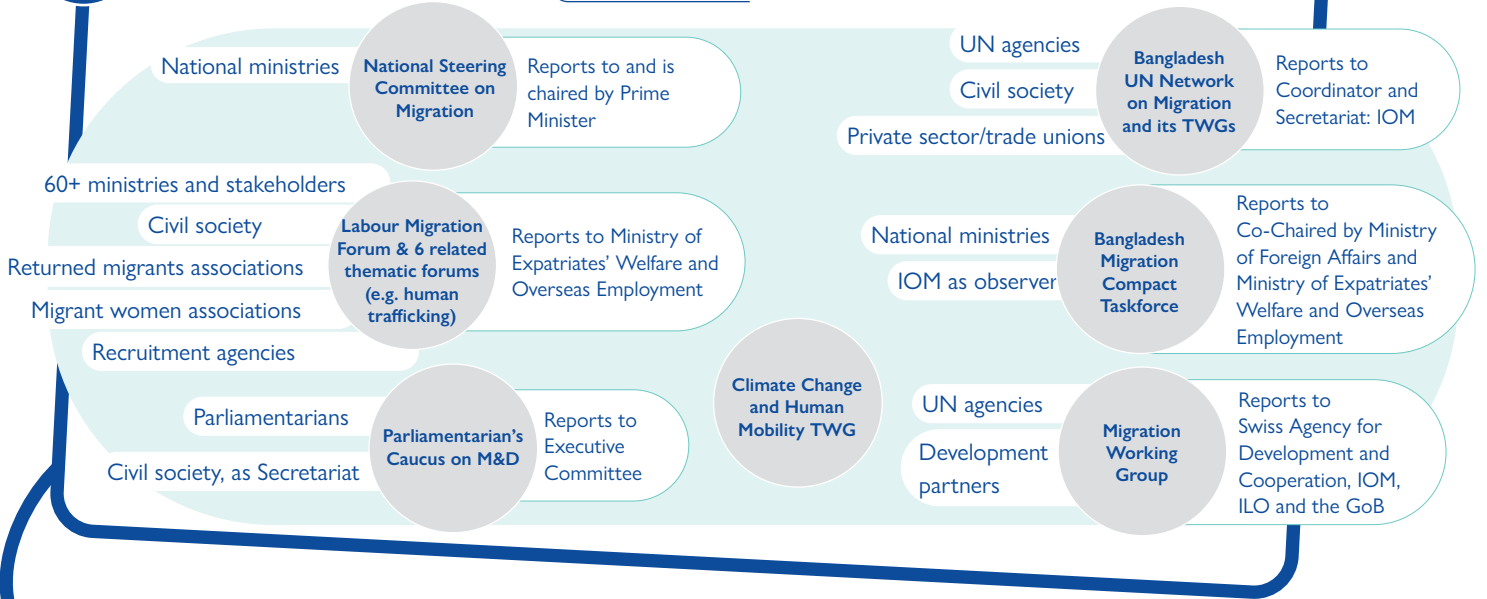 National ministries
National Steering
Committee on
Migration
Reports to and is
chaired by Prime
Minister
60+ ministries and stakeholders
Civil society
Returned migrants associations
Migrant women associations
Recruitment agencies
Labour Migration
Forum & 6 related
thematic forums
(e.g. human
trafficking)
Reports to Ministry of
Expatriates’ Welfare and
Overseas Employment
Parliamentarians
Civil society, as Secretariat
Parliamentarian’s
Caucus on M&D
Reports to
Executive
Committee
Climate Change
and Human
Mobility TWG
UN agencies
Civil society
Private sector/trade unions
Bangladesh
UN Network
on Migration
and its TWGs
Reports to
Coordinator and
Secretariat: IOM
National ministries
IOM as observer
Bangladesh
Migration
Compact
Taskforce
Reports to
Co-Chaired by Ministry
of Foreign Affairs and
Ministry of Expatriates’
Welfare and Overseas
Employment
UN agencies
Development
partners
Migration
Working
Group
Reports to
Swiss Agency for
Development and
Cooperation, IOM,
ILO and the GoB